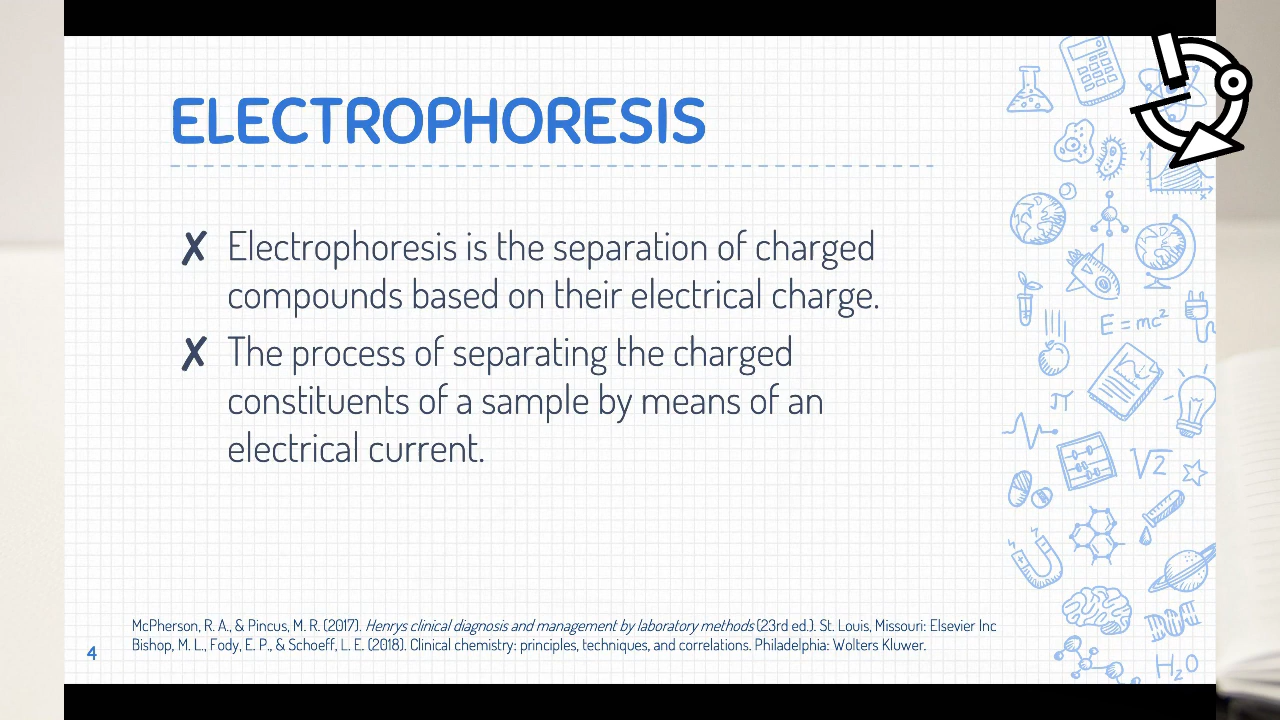 ELECTROPHORESIS
✗ Electrophoresis is the separation of charged
compounds based on their electrical charge.
✗ The process of separating the charged
constituents of a sample by means of an
electrical current.
McPherson, R. A., & Pincus, M. R. (2017). Henrys clinical diagnosis and management by laboratory methods (23rd ed.). St. Louis, Missouri: Elsevier Inc
Bishop, M. L., Fody, E. P., & Schoeff, L. E. (2018). Clinical chemistry: principles, techniques, and correlations. Philadelphia: Wolters Kluwer.
4
y
x
E=mc²
π
√2
H₂O